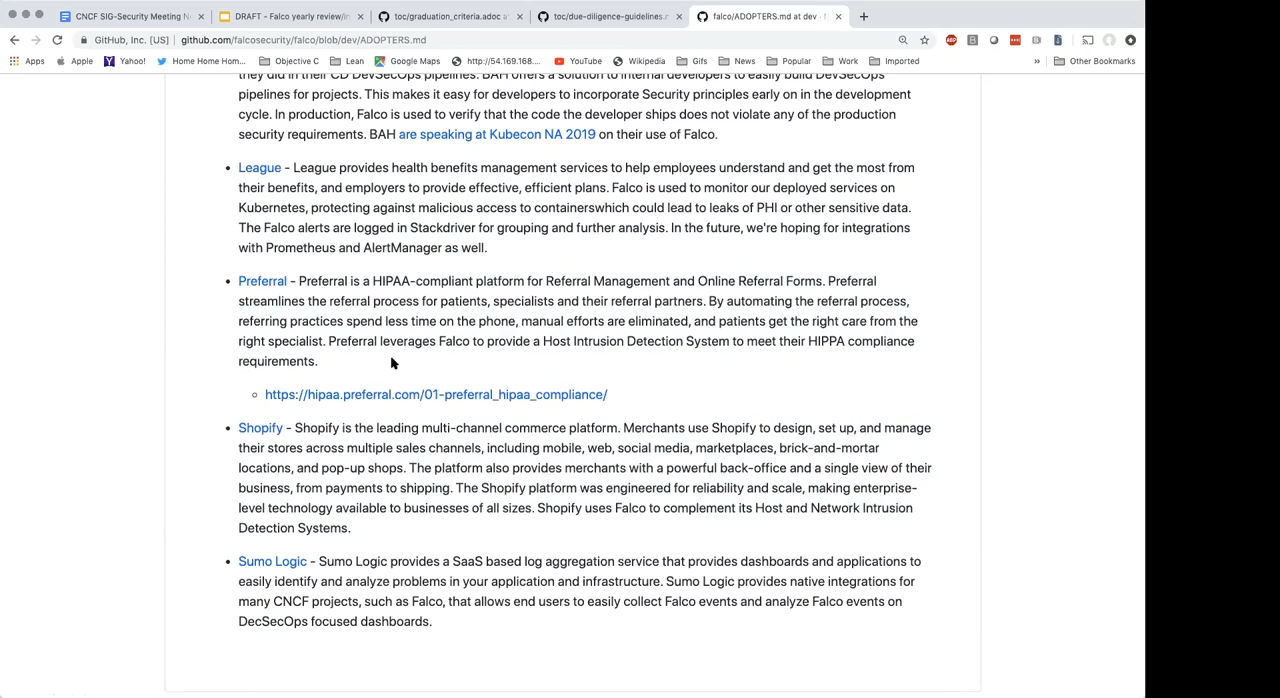 CNCF SIG-Security Meeting N
DRAFT - Falco yearly review/in
toc/graduation_criteria.adoc a
toc/due-diligence-guidelines.r
falco/ADOPTERS.md at dev
GitHub, Inc. [US] github.com/falcosecurity/falco/blob/dev/ADOPTERS.md
Apps Apple Yahoo! Home Home Hom... Objective C Lean Google Maps http://54.169.168.... YouTube Wikipedia Gifs News Popular Work Imported » Other Bookmarks
they did in their CD DevSecOps pipelines. BAH offers a solution to internal developers to easily build DevSecOps
pipelines for projects. This makes it easy for developers to incorporate Security principles early on in the development
cycle. In production, Falco is used to verify that the code the developer ships does not violate any of the production
security requirements. BAH are speaking at Kubecon NA 2019 on their use of Falco.
• League - League provides health benefits management services to help employees understand and get the most from
their benefits, and employers to provide effective, efficient plans. Falco is used to monitor our deployed services on
Kubernetes, protecting against malicious access to containerswhich could lead to leaks of PHI or other sensitive data.
The Falco alerts are logged in Stackdriver for grouping and further analysis. In the future, we're hoping for integrations
with Prometheus and AlertManager as well.
• Preferral - Preferral is a HIPAA-compliant platform for Referral Management and Online Referral Forms. Preferral
streamlines the referral process for patients, specialists and their referral partners. By automating the referral process,
referring practices spend less time on the phone, manual efforts are eliminated, and patients get the right care from the
right specialist. Preferral leverages Falco to provide a Host Intrusion Detection System to meet their HIPPA compliance
requirements.
https://hipaa.preferral.com/01-preferral_hipaa_compliance/
• Shopify - Shopify is the leading multi-channel commerce platform. Merchants use Shopify to design, set up, and manage
their stores across multiple sales channels, including mobile, web, social media, marketplaces, brick-and-mortar
locations, and pop-up shops. The platform also provides merchants with a powerful back-office and a single view of their
business, from payments to shipping. The Shopify platform was engineered for reliability and scale, making enterprise-
level technology available to businesses of all sizes. Shopify uses Falco to complement its Host and Network Intrusion
Detection Systems.
• Sumo Logic - Sumo Logic provides a SaaS based log aggregation service that provides dashboards and applications to
easily identify and analyze problems in your application and infrastructure. Sumo Logic provides native integrations for
many CNCF projects, such as Falco, that allows end users to easily collect Falco events and analyze Falco events on
DecSecOps focused dashboards.